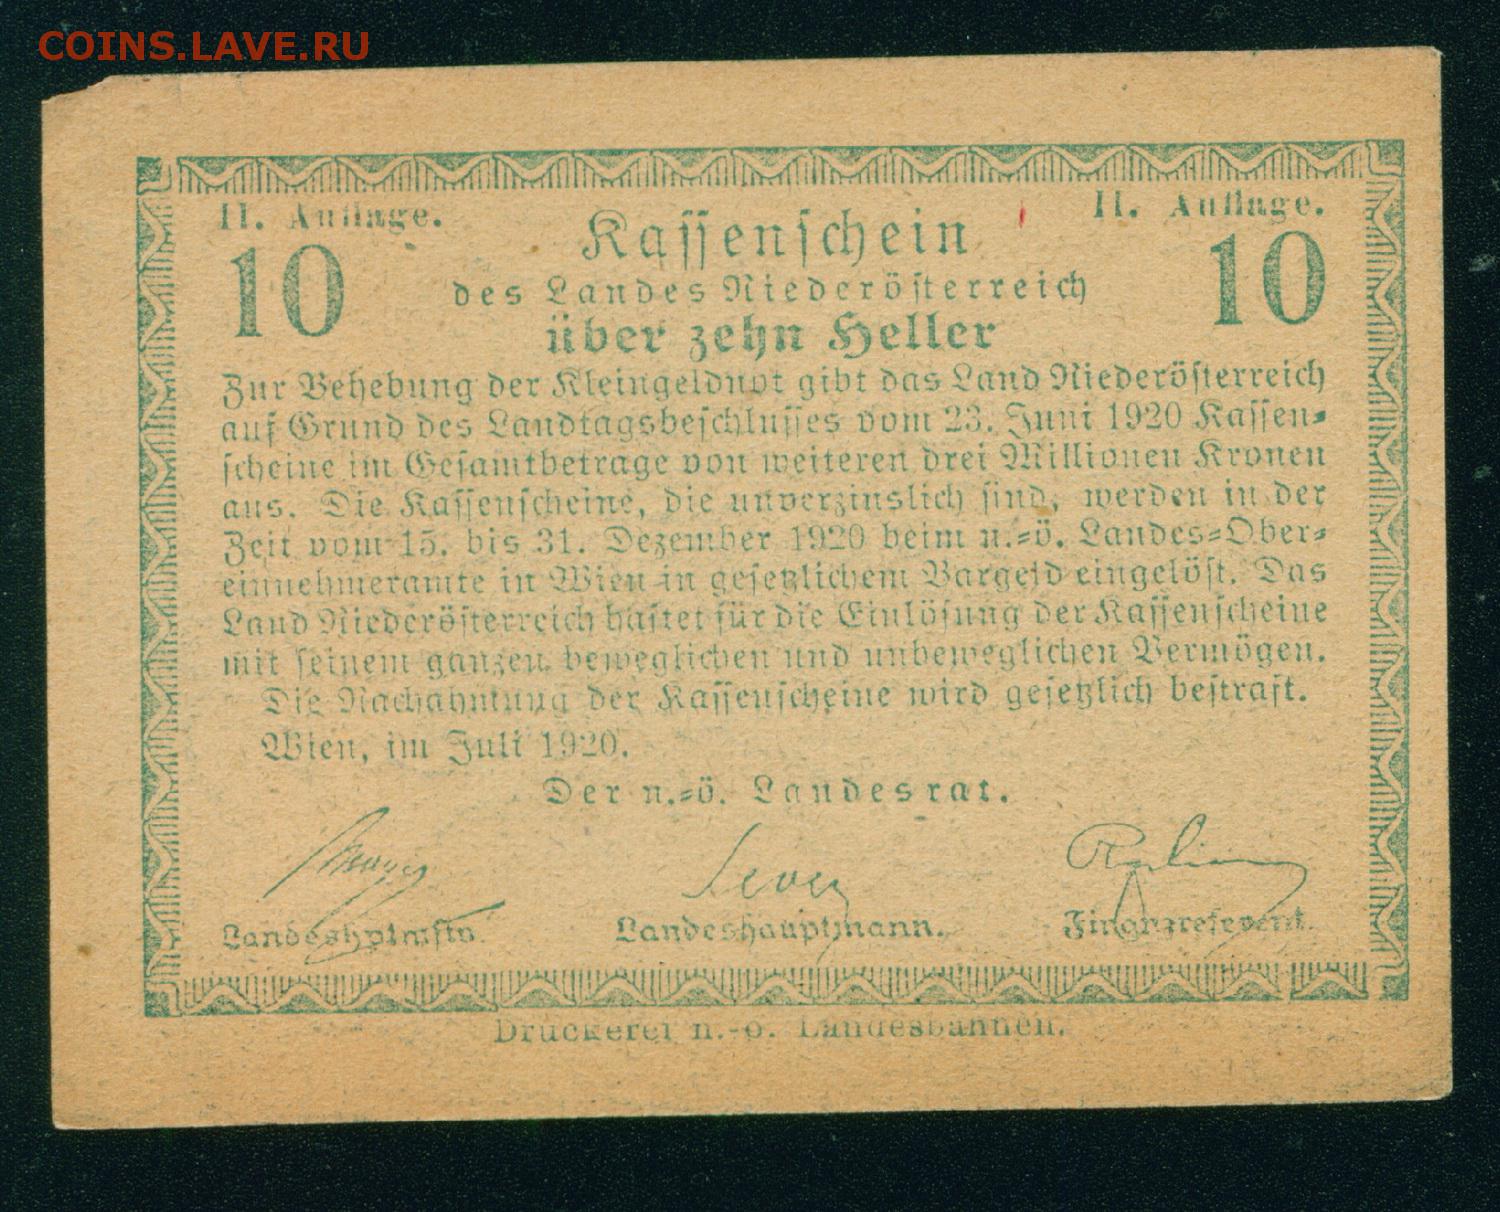 COINS.LAVE.RU
II. Auflage.
II. Auflage.
10
Kassenschein
10
des Landes Niederösterreich
über zehn Heller
Zur Behebung der Kleingeldnot gibt das Land Niederösterreich
auf Grund des Landtagsbeschlusses vom 23. Juni 1920 Kassen=
scheine im Gesamtbetrage von weiteren drei Millionen Kronen
aus. Die Kassenscheine, die unverzinslich sind, werden in der
Zeit vom 15. bis 31. Dezember 1920 beim n.=ö. Landes=Ober=
einnehmeramte in Wien in gesetzlichem Bargeld eingelöst. Das
Land Niederösterreich haftet für die Einlösung der Kassenscheine
mit seinem ganzen beweglichen und unbeweglichen Vermögen.
Die Nachahmung der Kassenscheine wird gesetzlich bestraft.
Wien, im Juli 1920.
Der n.=ö. Landesrat.
Mayer
Sever
Landeshptmstv.
Landeshauptmann.
Finanzreferent.
Druckerei n.-ö. Landesbahnen.